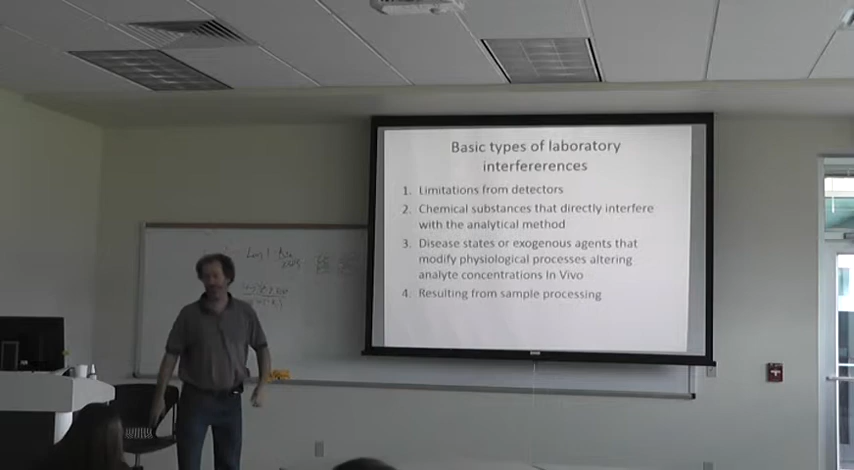 Basic types of laboratory
interfererences
1. Limitations from detectors
2. Chemical substances that directly interfere
with the analytical method
3. Disease states or exogenous agents that
modify physiological processes altering
analyte concentrations In Vivo
4. Resulting from sample processing